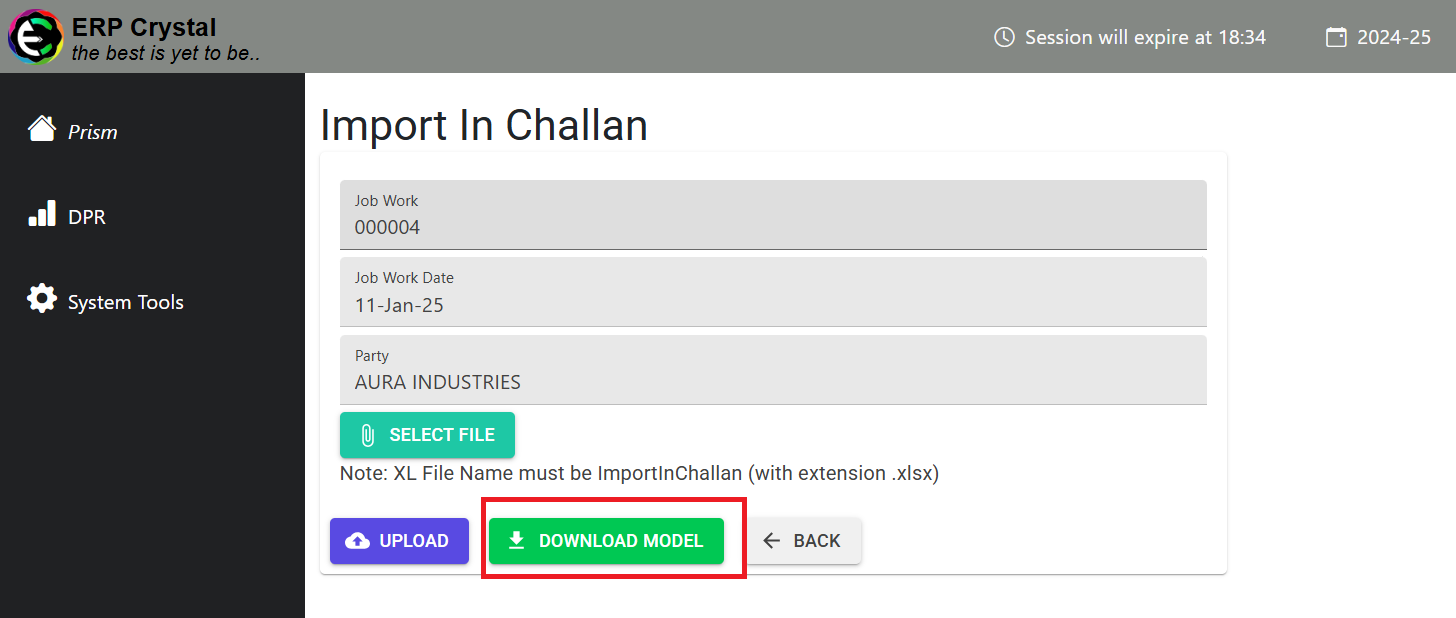 ERP Crystal
the best is yet to be..
Session will expire at 18:34
2024-25
Prism
DPR
System Tools
Import In Challan
Job Work
000004
Job Work Date
11-Jan-25
Party
AURA INDUSTRIES
SELECT FILE
Note: XL File Name must be ImportInChallan (with extension .xlsx)
UPLOAD
DOWNLOAD MODEL
BACK